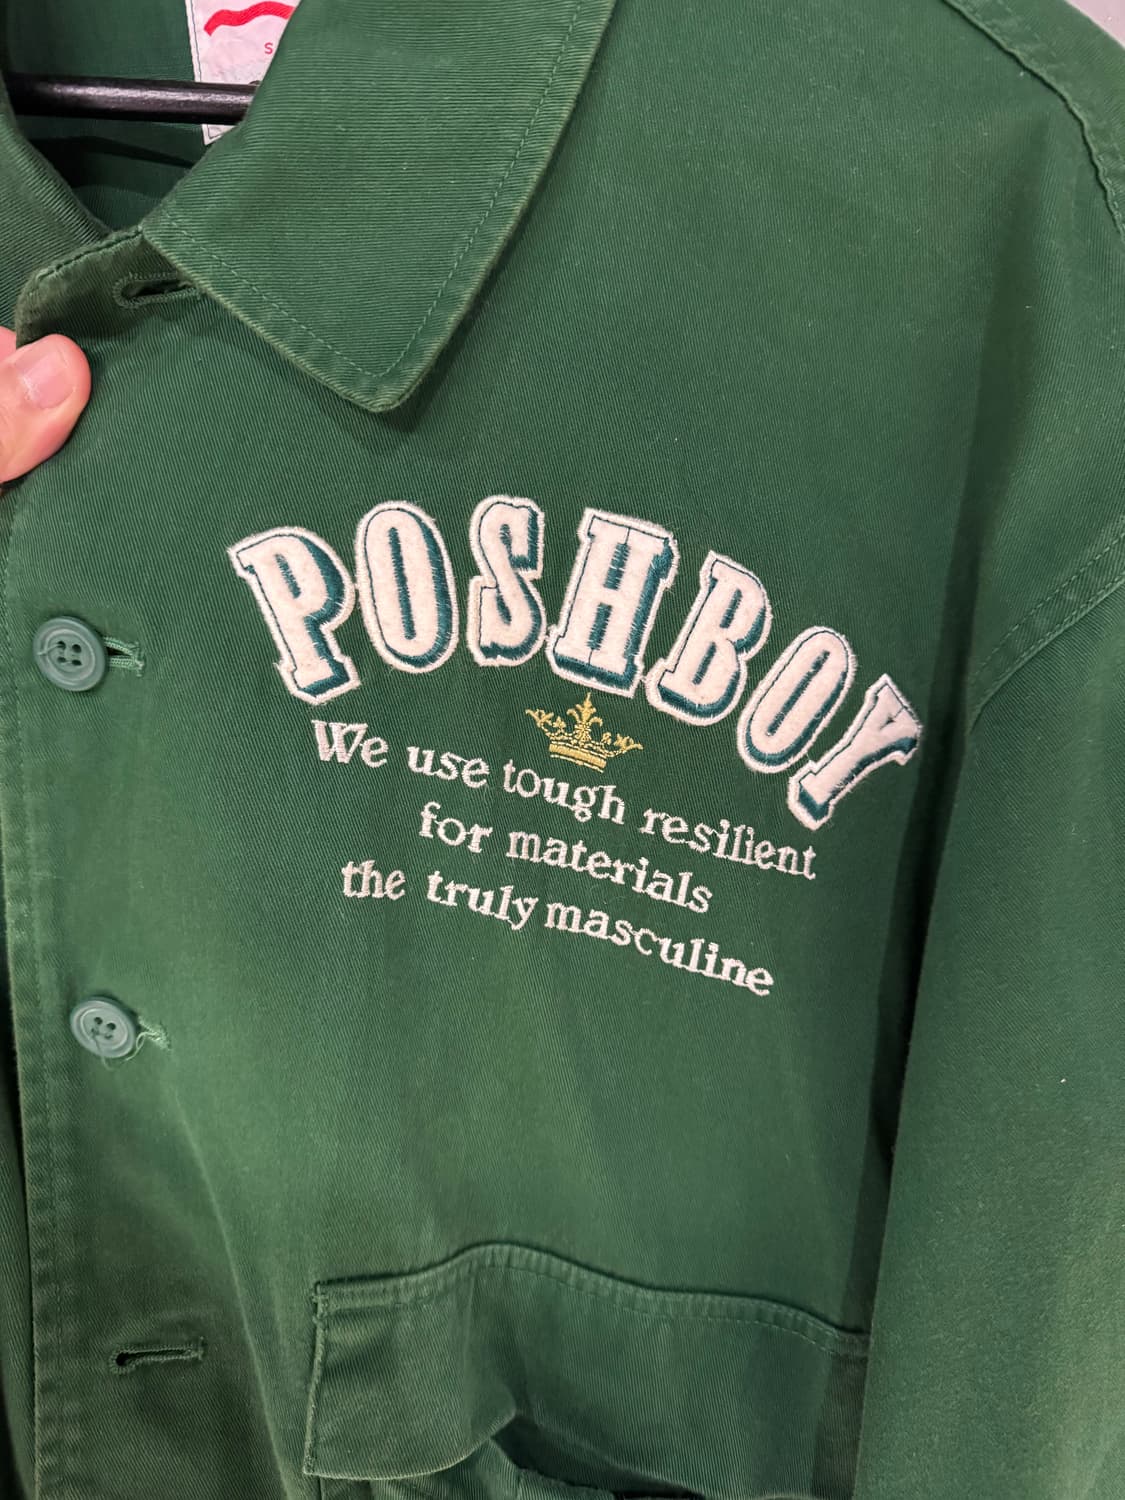 POSHBOY
We use tough resilient
for materials
the truly masculine